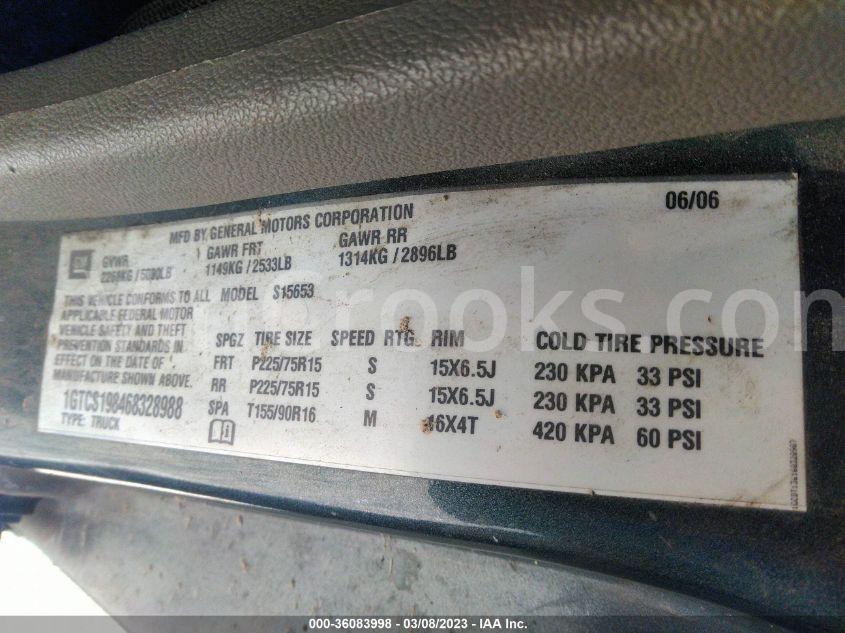 06/06
MFD BY GENERAL MOTORS CORPORATION
GM
GVWR GAWR FRT GAWR RR
1149KG / 2533LB 1314KG / 2896LB
THIS VEHICLE CONFORMS TO ALL MODEL S15653
APPLICABLE FEDERAL MOTOR
VEHICLE SAFETY AND THEFT
PREVENTION STANDARDS IN
EFFECT ON THE DATE OF
MANUFACTURE SHOWN ABOVE.
1GTCS198468328988
TYPE: TRUCK
SPGZ TIRE SIZE SPEED RTG RIM COLD TIRE PRESSURE
FRT P225/75R15 S 15X6.5J 230 KPA 33 PSI
RR P225/75R15 S 15X6.5J 230 KPA 33 PSI
SPA T155/90R16 M 16X4T 420 KPA 60 PSI
000-36083998 - 03/08/2023 - © IAA Inc.